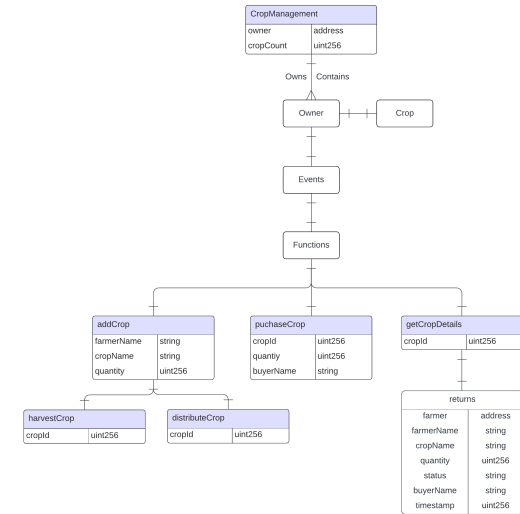 CropManagement
owner address
cropCount uint256
Owns Contains
Owner Crop
Events
Functions
addCrop
farmerName string
cropName string
quantity uint256
puchaseCrop
cropId uint256
quantiy uint256
buyerName string
getCropDetails
cropId uint256
harvestCrop
cropId uint256
distributeCrop
cropId uint256
returns
farmer address
farmerName string
cropName string
quantity uint256
status string
buyerName string
timestamp uint256